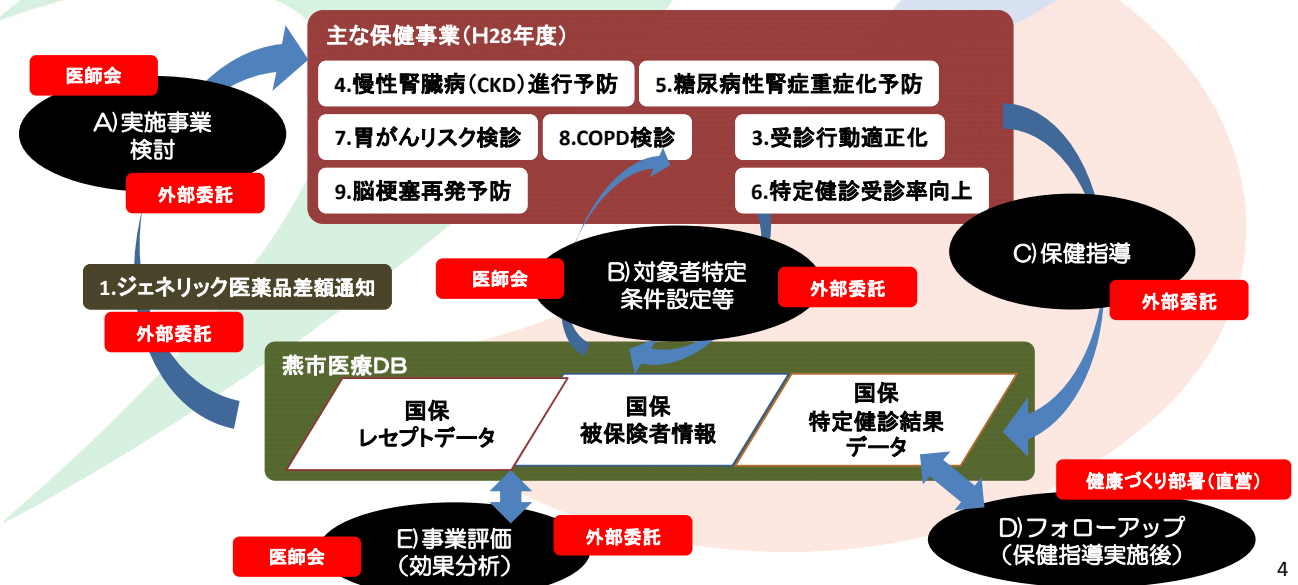 主な保健事業(H28年度)
医師会
4.慢性腎臓病(CKD)進行予防
5.糖尿病性腎症重症化予防
A)実施事業
検討
7.胃がんリスク検診
8.COPD検診
3.受診行動適正化
外部委託
9.脳梗塞再発予防
6.特定健診受診率向上
C)保健指導
外部委託
医師会
B)対象者特定
条件設定等
外部委託
1.ジェネリック医薬品差額通知
外部委託
燕市医療DB
国保
レセプトデータ
国保
被保険者情報
国保
特定健診結果
データ
健康づくり部署(直営)
D)フォローアップ
(保健指導実施後)
医師会
E)事業評価
(効果分析)
外部委託
4